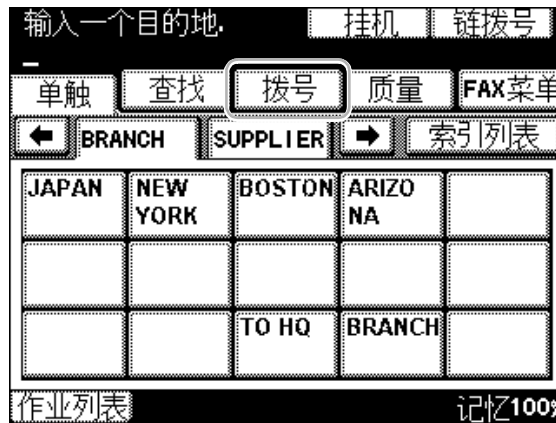 输入一个目的地. 挂机 链拨号
单触 查找 拨号 质量 FAX菜单
BRANCH SUPPLIER 索引列表
JAPAN NEW YORK BOSTON ARIZONA
TO HQ BRANCH
作业列表 记忆100%